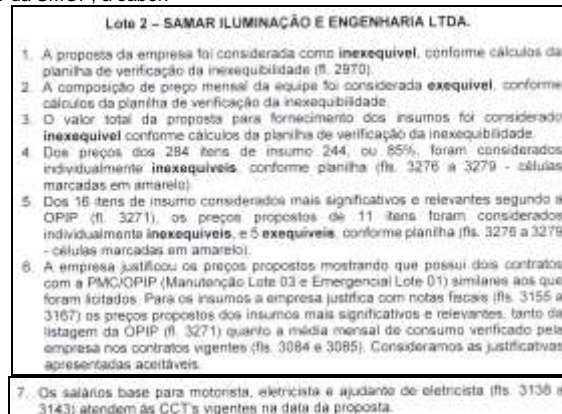 da SMOP, a saber:
Lote 2 – SAMAR ILUMINAÇÃO E ENGENHARIA LTDA.
1. A proposta da empresa foi considerada como inexequível, conforme cálculos da
planilha de verificação da inexequibilidade (fl. 2970).
2. A composição de preço mensal da equipe foi considerada exequível, conforme
cálculos da planilha de verificação da inexequibilidade.
3. O valor total da proposta para fornecimento dos insumos foi considerado
inexequível conforme cálculos da planilha de verificação da inexequibilidade.
4. Dos preços dos 284 itens de insumo 244, ou 85%, foram considerados
individualmente inexequíveis, conforme planilha (fls. 3276 a 3279 - células
marcadas em amarelo).
5. Dos 16 itens de insumo considerados mais significativos e relevantes segundo a
OPIP (fl. 3271), os preços propostos de 11 itens foram considerados
individualmente inexequíveis, e 5 exequíveis, conforme planilha (fls. 3276 a 3279
- células marcadas em amarelo).
6. A empresa justificou os preços propostos mostrando que possui dois contratos
com a PMC/OPIP (Manutenção Lote 03 e Emergencial Lote 01) similares aos que
foram licitados. Para os insumos a empresa justifica com notas fiscais (fls. 3155 a
3167) os preços propostos dos insumos mais significativos e relevantes, tanto da
listagem da OPIP (fl. 3271) quanto a média mensal de consumo verificado pela
empresa nos contratos vigentes (fls. 3084 e 3085). Consideramos as justificativas
apresentadas aceitáveis.
7. Os salários base para motorista, eletricista e ajudante de eletricista (fls. 3138 a
3143) atendem às CCT's vigentes na data da proposta.